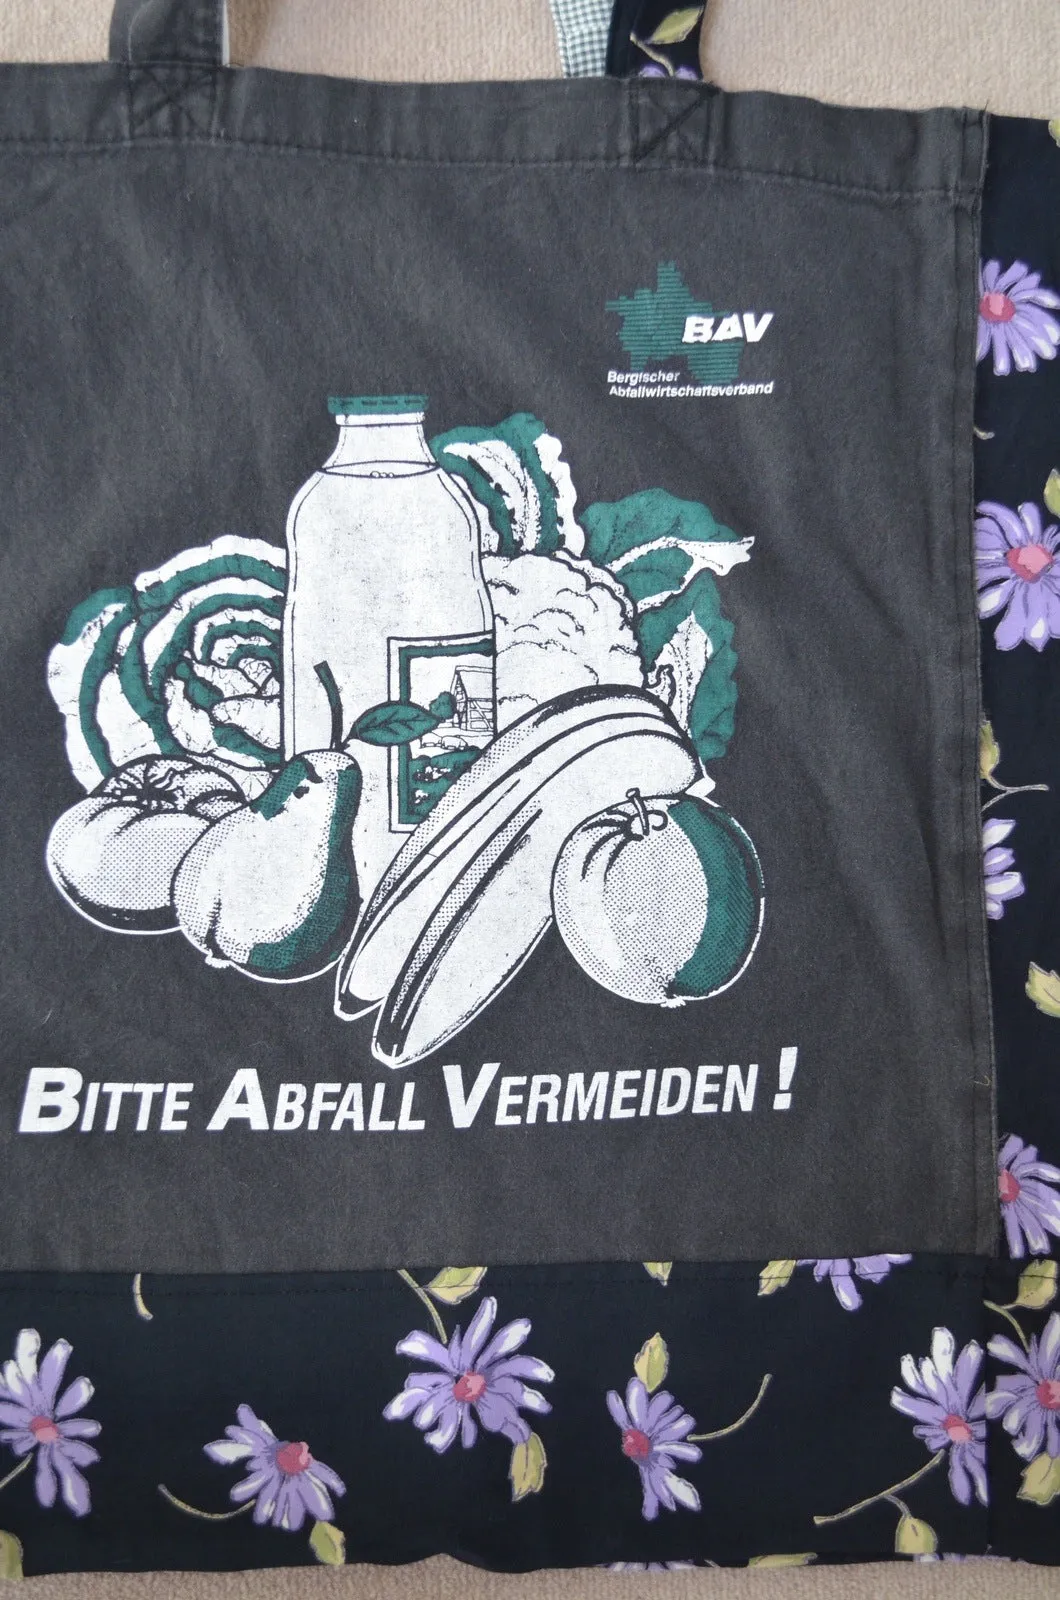 BAV
Bergischer
Abfallwirtschaftsverband
BITTE ABFALL VERMEIDEN !